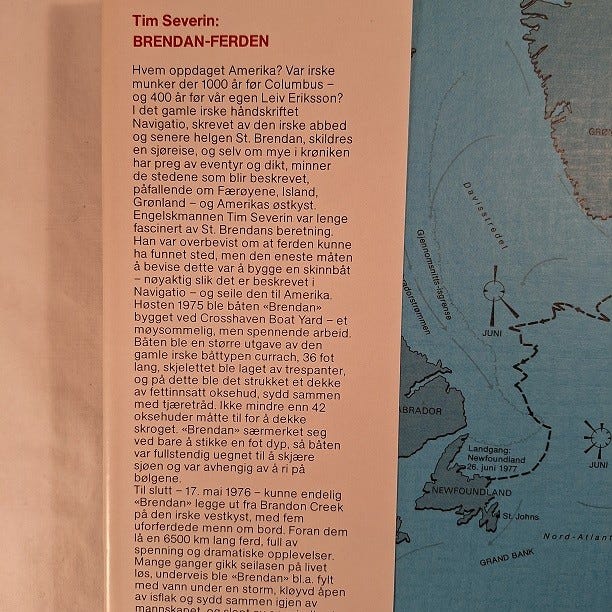 Tim Severin:
BRENDAN-FERDEN
Hvem oppdaget Amerika? Var irske
munker der 1000 år før Columbus –
og 400 år før vår egen Leiv Eriksson?
I det gamle irske håndskriftet
Navigatio, skrevet av den irske abbed
og senere helgen St. Brendan, skildres
en sjøreise, og selv om mye i krøniken
har preg av eventyr og dikt, minner
de stedene som blir beskrevet,
påfallende om Færøyene, Island,
Grønland – og Amerikas østkyst.
Engelskmannen Tim Severin var lenge
fascinert av St. Brendans beretning.
Han var overbevist om at ferden kunne
ha funnet sted, men den eneste måten
å bevise dette var å bygge en skinnbåt
– nøyaktig slik det er beskrevet i
Navigatio – og seile den til Amerika.
Høsten 1975 ble båten «Brendan»
bygget ved Crosshaven Boat Yard – et
møysommelig, men spennende arbeid.
Båten ble en større utgave av den
gamle irske båttypen currach, 36 fot
lang, skjelettet ble laget av trespanter,
og på dette ble det strukket et dekke
av fettinnsatt oksehud, sydd sammen
med tjæretråd. Ikke mindre enn 42
oksehuder måtte til for å dekke
skroget. «Brendan» særmerket seg
ved bare å stikke en fot dyp, så båten
var fullstendig uegnet til å skjære
sjøen og var avhengig av å ri på
bølgene.
Til slutt – 17. mai 1976 – kunne endelig
«Brendan» legge ut fra Brandon Creek
på den irske vestkyst, med fem
uforferdede menn om bord. Foran dem
lå en 6500 km lang ferd, full av
spenning og dramatiske opplevelser.
Mange ganger gikk seilasen på livet
løs, underveis ble «Brendan» bl.a. fylt
med vann under en storm, kløyvd åpen
av isflak og sydd sammen igjen av
GRØN
Davisstredet
Gjennomsnitts-isgrense
adorstrømmen
JUNI
ABRADOR
Landgang:
Newfoundland
26. juni 1977
JUNI
NEWFOUNDLAND
St. Johns
Nord-Atlant
GRAND BANK